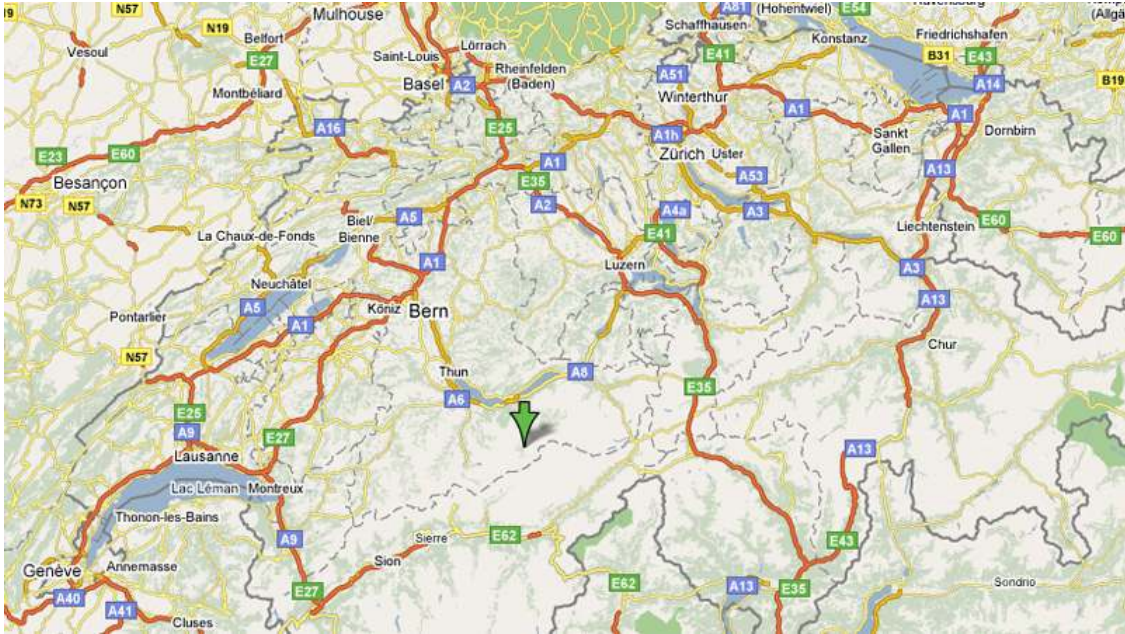 N19
Mulhouse
A81
(Hohentwiel)
E54
Schaffhausen
N57
N19
Belfort
Lörrach
Konstanz
Friedrichshafen
Vesoul
E27
Saint-Louis
E41
B31
E43
Rheinfelden
(Baden)
Basel
A2
A51
A14
B19
Montbéliard
Winterthur
A1
A1
A16
E25
A1h
Sankt
Gallen
Dornbirn
E23
E60
A1
Zürich
Uster
Besançon
E35
A53
A13
N73
N57
A2
A4a
A3
Biel/
Bienne
A5
E60
La Chaux-de-Fonds
E41
Liechtenstein
E60
A1
Luzern
A3
Neuchâtel
A5
A13
Pontarlier
A1
Köniz
Bern
Chur
N57
Thun
A8
E35
A6
E25
A9
E27
A13
Lausanne
Lac Léman
Montreux
Thonon-les-Bains
A9
Sierre
E62
E43
Genève
Annemasse
Sion
E27
E62
A13
E35
Sondrio
A40
A41
Cluses